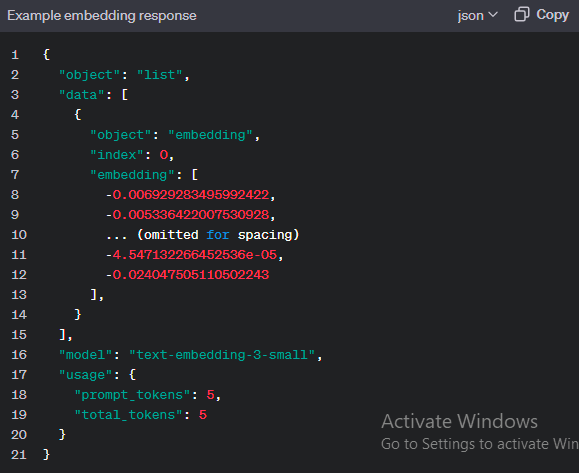 Example embedding response json Copy
1 {
2 "object": "list",
3 "data": [
4 {
5 "object": "embedding",
6 "index": 0,
7 "embedding": [
8 -0.006929283495992422,
9 -0.005336422007530928,
10 ... (omitted for spacing)
11 -4.547132266452536e-05,
12 -0.024047505110502243
13 ],
14 }
15 ],
16 "model": "text-embedding-3-small",
17 "usage": {
18 "prompt_tokens": 5,
19 "total_tokens": 5
20 }
21 }
Activate Windows
Go to Settings to activate Win